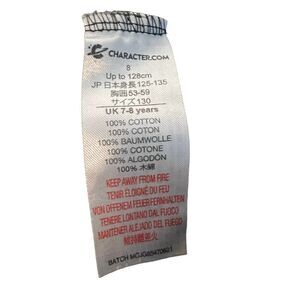 CHARACTER.COM
8
Up to 128cm
JP 日本身長125-135
胸囲53-59
サイズ130
UK 7-8 years
100% COTTON
100% COTON
100% BAUMWOLLE
100% COTONE
100% ALGODÓN
100% 木綿
KEEP AWAY FROM FIRE
TENIR ÉLOIGNÉ DU FEU
VON OFFENEM FEUER FERNHALTEN
TENERE LONTANO DAL FUOCO
MANTENER ALEJADO DEL FUEGO